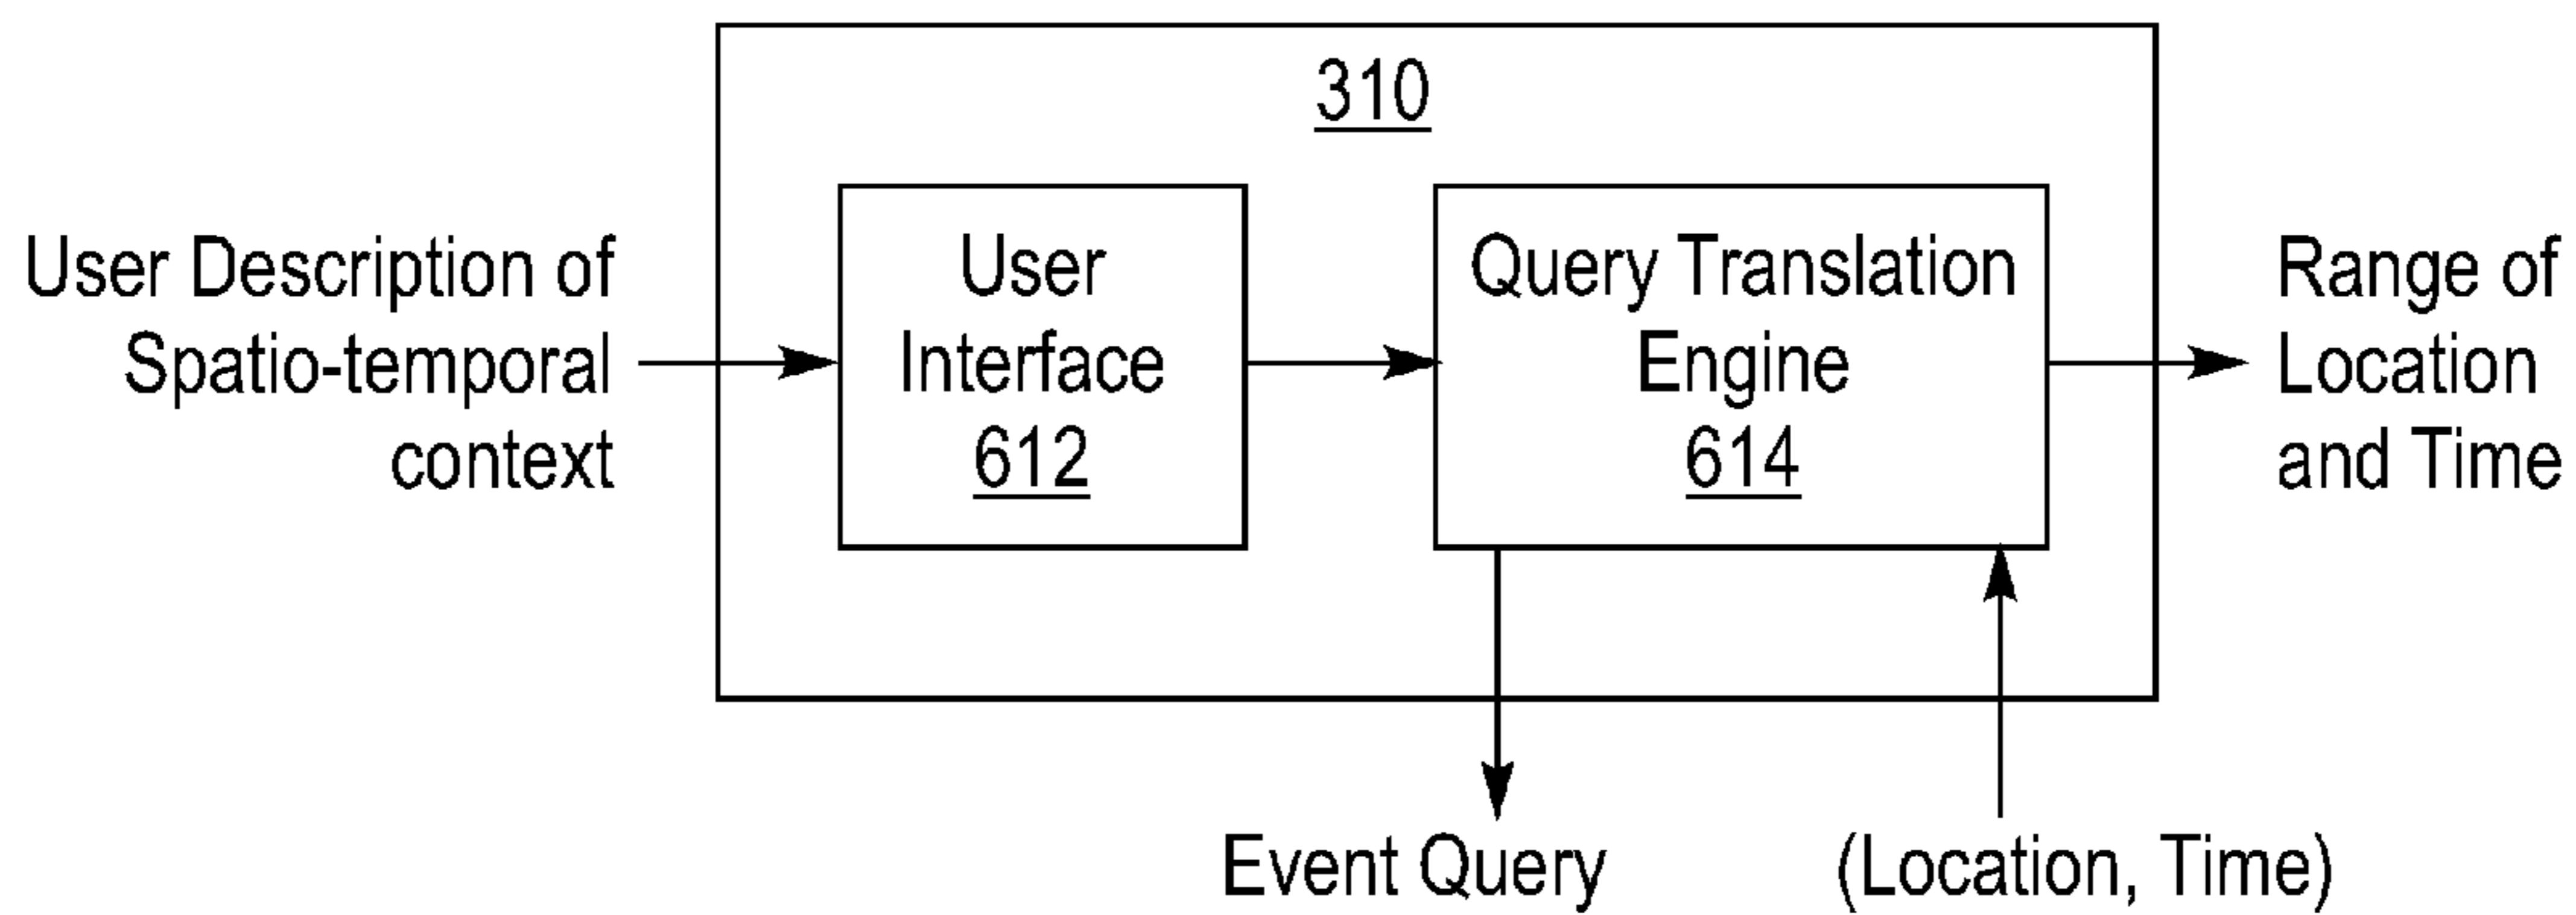 310
User Description of
Spatio-temporal
context
User
Interface
612
Query Translation
Engine
614
Range of
Location
and Time
Event Query
(Location, Time)